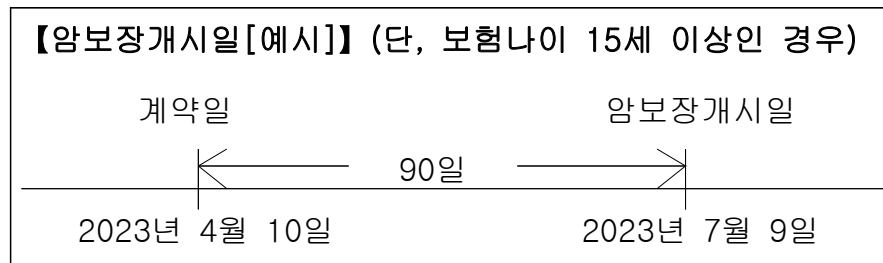 【암보장개시일[예시]】 (단, 보험나이 15세 이상인 경우)
계약일 암보장개시일
90일
2023년 4월 10일 2023년 7월 9일